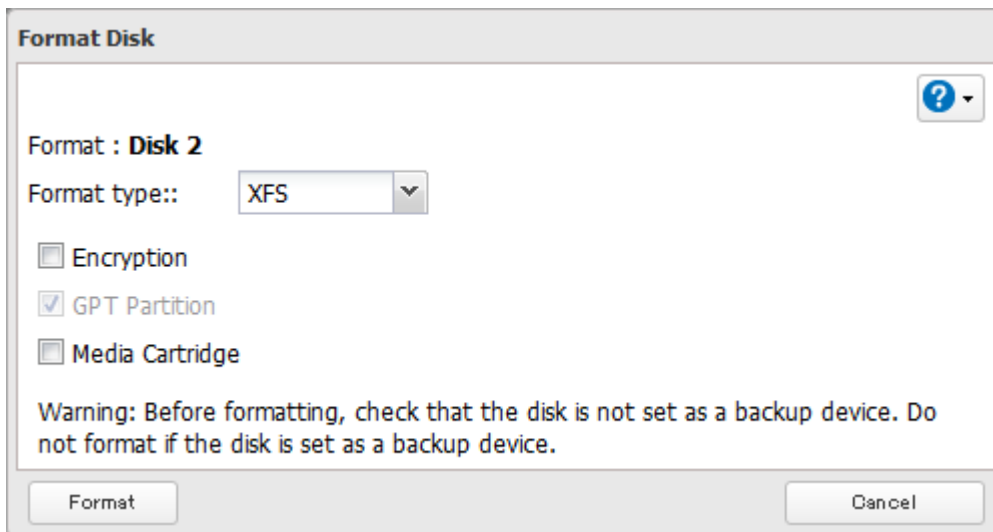 Format Disk
?
Format : Disk 2
Format type:: XFS
Encryption
GPT Partition
Media Cartridge
Warning: Before formatting, check that the disk is not set as a backup device. Do
not format if the disk is set as a backup device.
Format Cancel